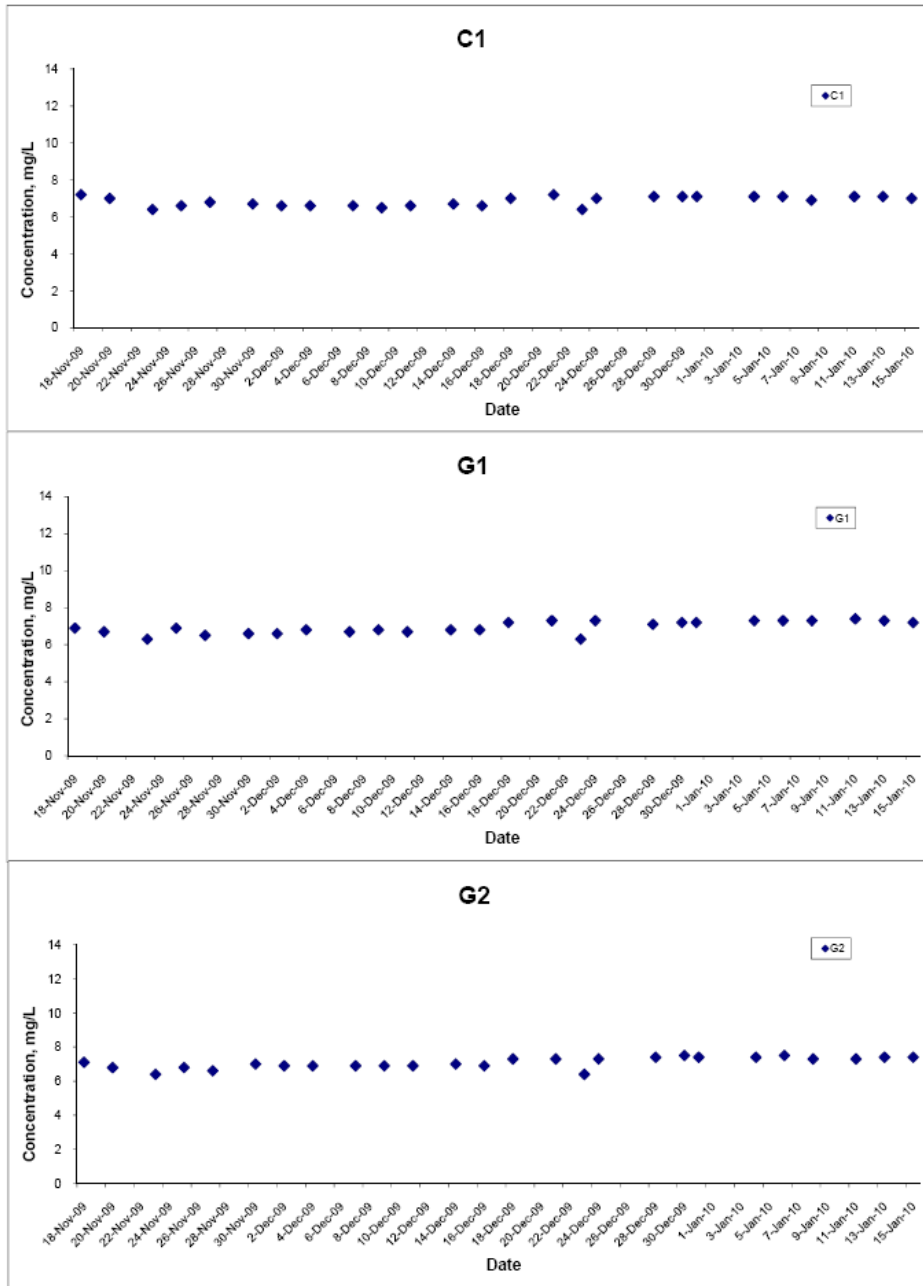 C1
14
12
10
8
6
4
2
0
Concentration, mg/L
C1
18-Nov-09 20-Nov-09 22-Nov-09 24-Nov-09 26-Nov-09 28-Nov-09 30-Nov-09 2-Dec-09 4-Dec-09 6-Dec-09 8-Dec-09 10-Dec-09 12-Dec-09 14-Dec-09 16-Dec-09 18-Dec-09 20-Dec-09 22-Dec-09 24-Dec-09 26-Dec-09 28-Dec-09 30-Dec-09 1-Jan-10 3-Jan-10 5-Jan-10 7-Jan-10 9-Jan-10 11-Jan-10 13-Jan-10 15-Jan-10
Date
G1
14
12
10
8
6
4
2
0
Concentration, mg/L
G1
18-Nov-09 20-Nov-09 22-Nov-09 24-Nov-09 26-Nov-09 28-Nov-09 30-Nov-09 2-Dec-09 4-Dec-09 6-Dec-09 8-Dec-09 10-Dec-09 12-Dec-09 14-Dec-09 16-Dec-09 18-Dec-09 20-Dec-09 22-Dec-09 24-Dec-09 26-Dec-09 28-Dec-09 30-Dec-09 1-Jan-10 3-Jan-10 5-Jan-10 7-Jan-10 9-Jan-10 11-Jan-10 13-Jan-10 15-Jan-10
Date
G2
14
12
10
8
6
4
2
0
Concentration, mg/L
G2
18-Nov-09 20-Nov-09 22-Nov-09 24-Nov-09 26-Nov-09 28-Nov-09 30-Nov-09 2-Dec-09 4-Dec-09 6-Dec-09 8-Dec-09 10-Dec-09 12-Dec-09 14-Dec-09 16-Dec-09 18-Dec-09 20-Dec-09 22-Dec-09 24-Dec-09 26-Dec-09 28-Dec-09 30-Dec-09 1-Jan-10 3-Jan-10 5-Jan-10 7-Jan-10 9-Jan-10 11-Jan-10 13-Jan-10 15-Jan-10
Date